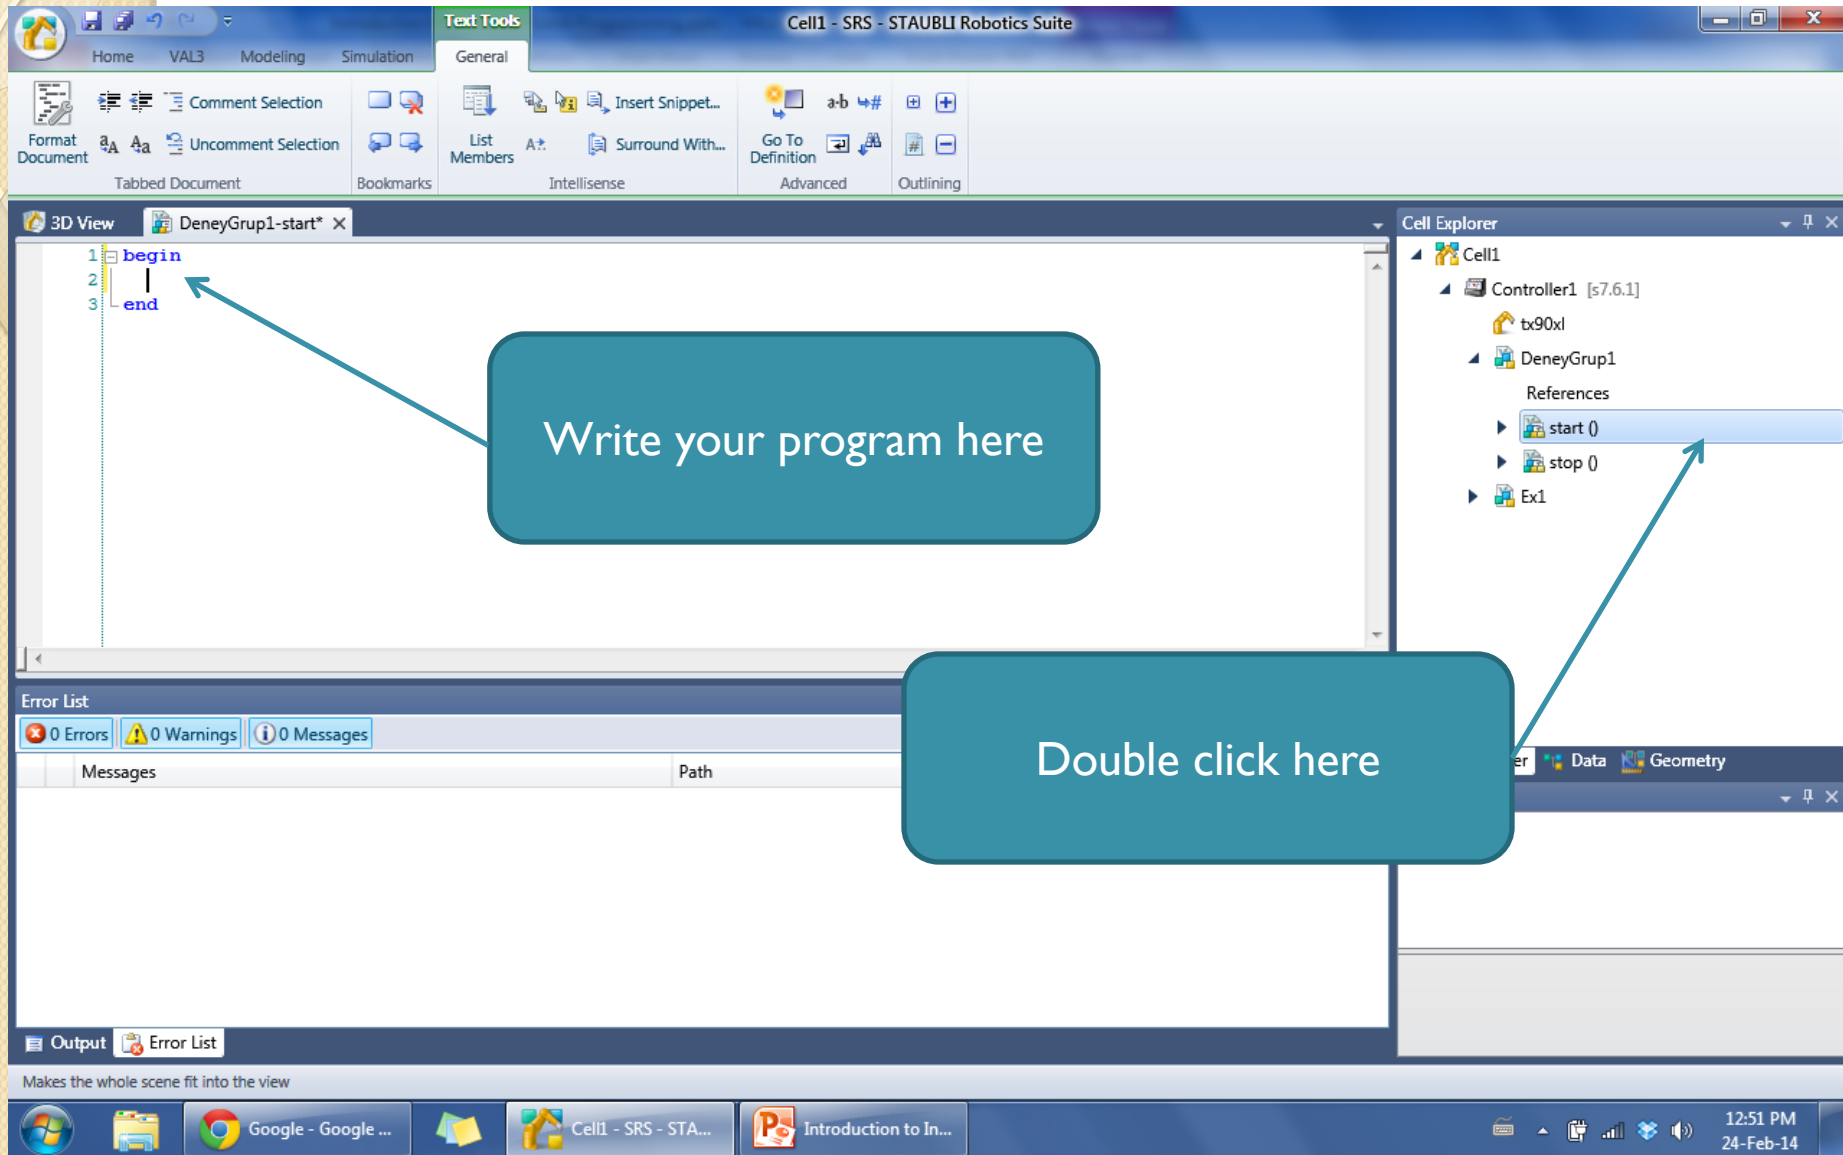 Text Tools
Cell1 - SRS - STAUBLI Robotics Suite
Home VAL3 Modeling Simulation General
Format Document
Comment Selection
Uncomment Selection
List Members
Insert Snippet...
Surround With...
Go To Definition
a·b
Tabbed Document Bookmarks Intellisense Advanced Outlining
3D View DeneyGrup1-start*
1 begin
2
3 end
Write your program here
Cell Explorer
Cell1
Controller1 [s7.6.1]
tx90xl
DeneyGrup1
References
start ()
stop ()
Ex1
Double click here
er Data Geometry
Error List
0 Errors 0 Warnings 0 Messages
Messages Path
Output Error List
Makes the whole scene fit into the view
Google - Google ... Cell1 - SRS - STA... Introduction to In...
12:51 PM
24-Feb-14